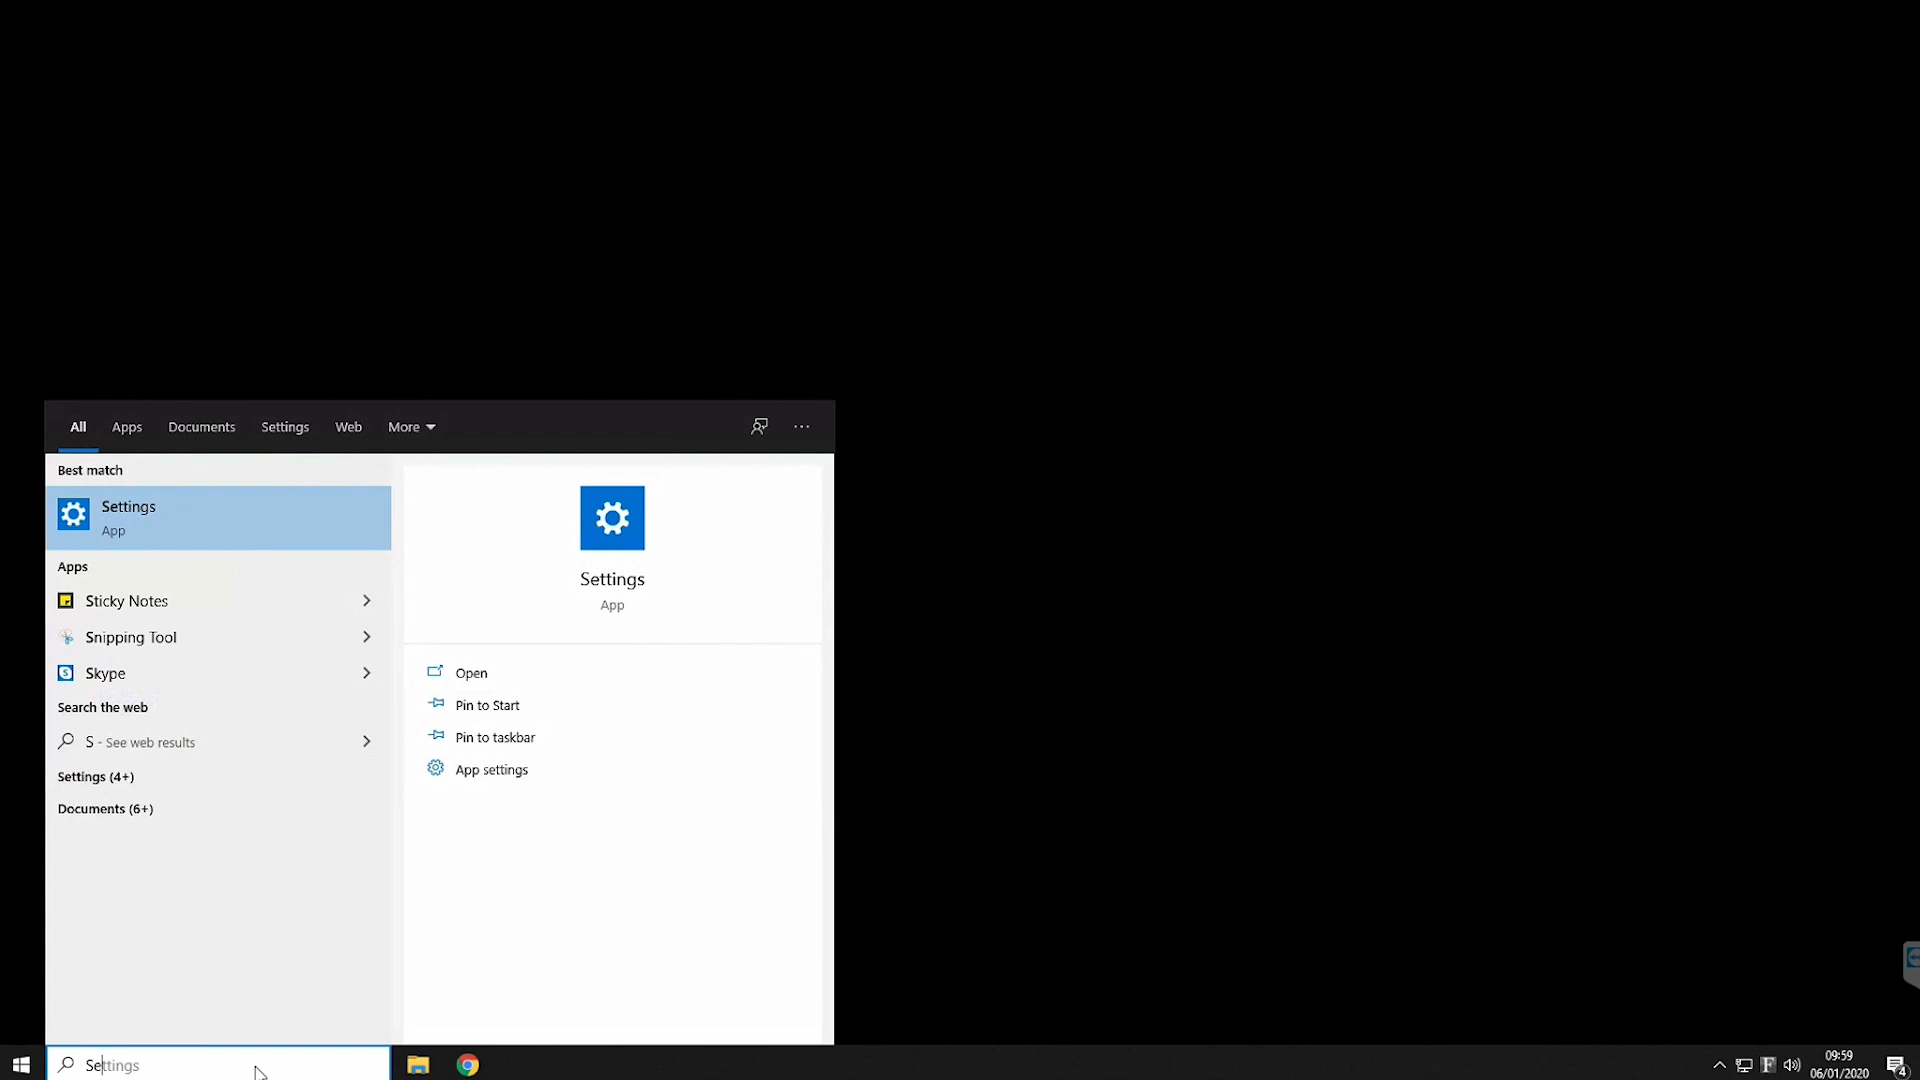 All Apps Documents Settings Web More
Best match
Settings
App
Apps
Sticky Notes
Snipping Tool
Skype
Search the web
S - See web results
Settings (4+)
Documents (6+)
Settings
App
Open
Pin to Start
Pin to taskbar
App settings
Settings
09:59
06/01/2020
4